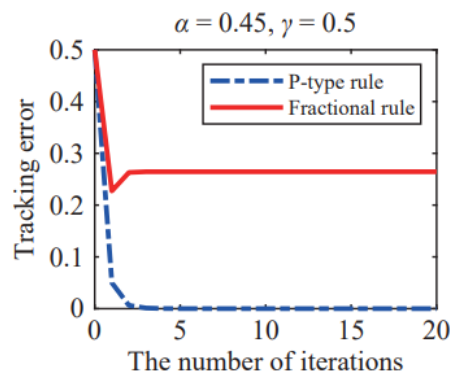 α = 0.45, γ = 0.5
0.5
0.4
0.3
0.2
0.1
0
Tracking error
P-type rule
Fractional rule
0 5 10 15 20
The number of iterations